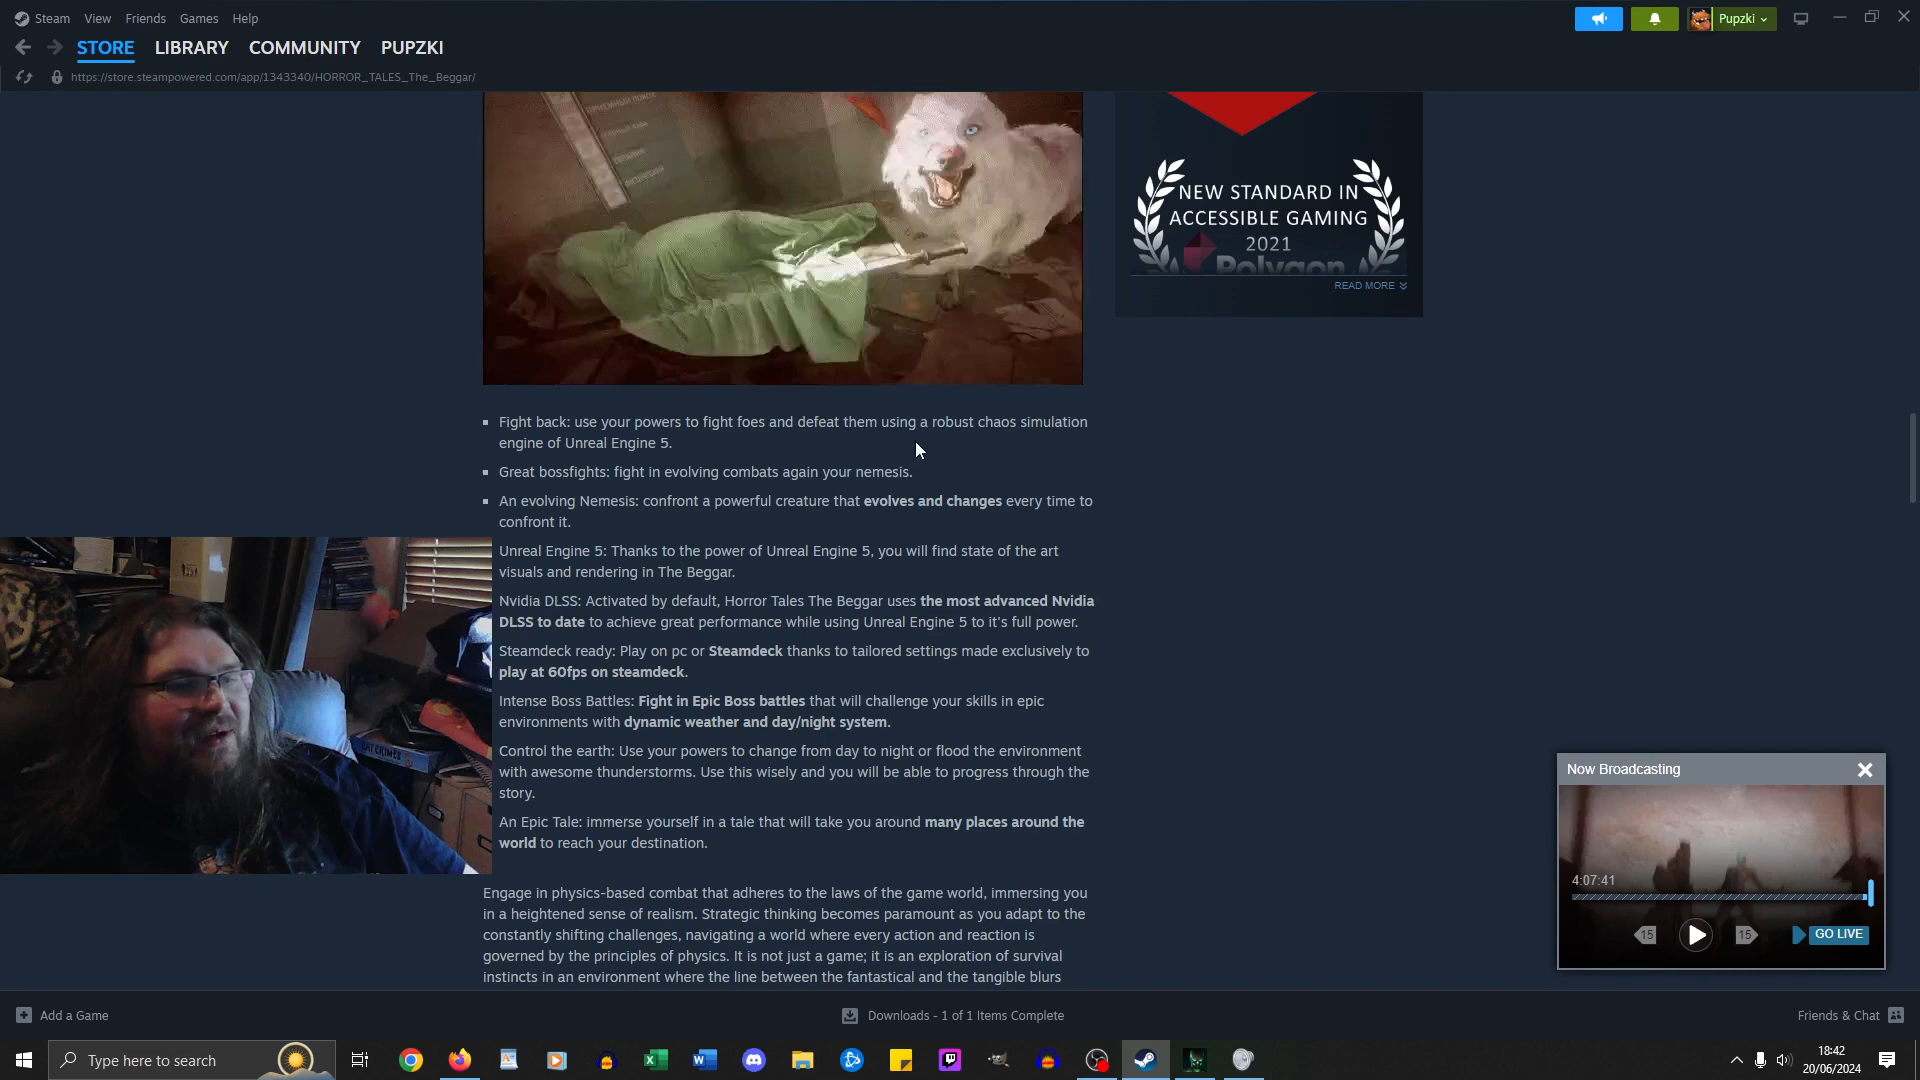 Steam View Friends Games Help
Pupzki
STORE LIBRARY COMMUNITY PUPZKI
https://store.steampowered.com/app/1343340/HORROR_TALES_The_Beggar/
NEW STANDARD IN
ACCESSIBLE GAMING
2021
Polygon
READ MORE
Fight back: use your powers to fight foes and defeat them using a robust chaos simulation
engine of Unreal Engine 5.
Great bossfights: fight in evolving combats again your nemesis.
An evolving Nemesis: confront a powerful creature that evolves and changes every time to
confront it.
Unreal Engine 5: Thanks to the power of Unreal Engine 5, you will find state of the art
visuals and rendering in The Beggar.
Nvidia DLSS: Activated by default, Horror Tales The Beggar uses the most advanced Nvidia
DLSS to date to achieve great performance while using Unreal Engine 5 to it's full power.
Steamdeck ready: Play on pc or Steamdeck thanks to tailored settings made exclusively to
play at 60fps on steamdeck.
Intense Boss Battles: Fight in Epic Boss battles that will challenge your skills in epic
environments with dynamic weather and day/night system.
Control the earth: Use your powers to change from day to night or flood the environment
with awesome thunderstorms. Use this wisely and you will be able to progress through the
story.
An Epic Tale: immerse yourself in a tale that will take you around many places around the
world to reach your destination.
Engage in physics-based combat that adheres to the laws of the game world, immersing you
in a heightened sense of realism. Strategic thinking becomes paramount as you adapt to the
constantly shifting challenges, navigating a world where every action and reaction is
governed by the principles of physics. It is not just a game; it is an exploration of survival
instincts in an environment where the line between the fantastical and the tangible blurs
Now Broadcasting
4:07:41
15
15
GO LIVE
Add a Game
Downloads - 1 of 1 Items Complete
Friends & Chat
Type here to search
18:42
20/06/2024